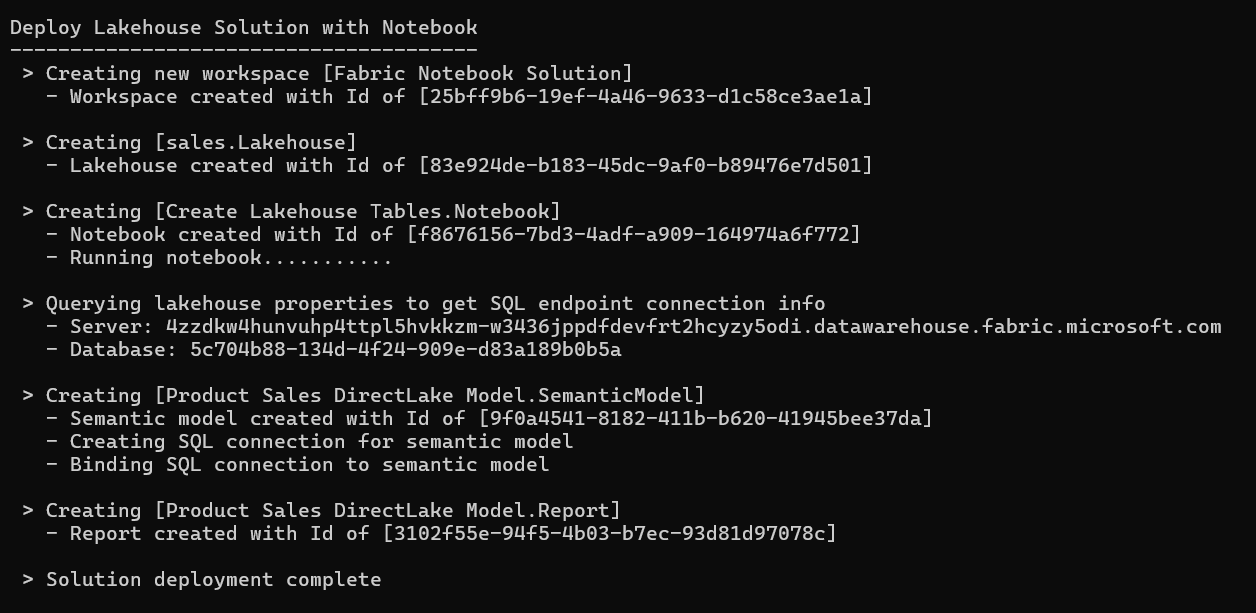 Deploy Lakehouse Solution with Notebook
---------------------------------------
> Creating new workspace [Fabric Notebook Solution]
- Workspace created with Id of [25bff9b6-19ef-4a46-9633-d1c58ce3ae1a]
> Creating [sales.Lakehouse]
- Lakehouse created with Id of [83e924de-b183-45dc-9af0-b89476e7d501]
> Creating [Create Lakehouse Tables.Notebook]
- Notebook created with Id of [f8676156-7bd3-4adf-a909-164974a6f772]
- Running notebook...........
> Querying lakehouse properties to get SQL endpoint connection info
- Server: 4zzdkw4hunvuhp4ttpl5hvkkzm-w3436jppdfdevfrt2hcyzy5odi.datawarehouse.fabric.microsoft.com
- Database: 5c704b88-134d-4f24-909e-d83a189b0b5a
> Creating [Product Sales DirectLake Model.SemanticModel]
- Semantic model created with Id of [9f0a4541-8182-411b-b620-41945bee37da]
- Creating SQL connection for semantic model
- Binding SQL connection to semantic model
> Creating [Product Sales DirectLake Model.Report]
- Report created with Id of [3102f55e-94f5-4b03-b7ec-93d81d97078c]
> Solution deployment complete